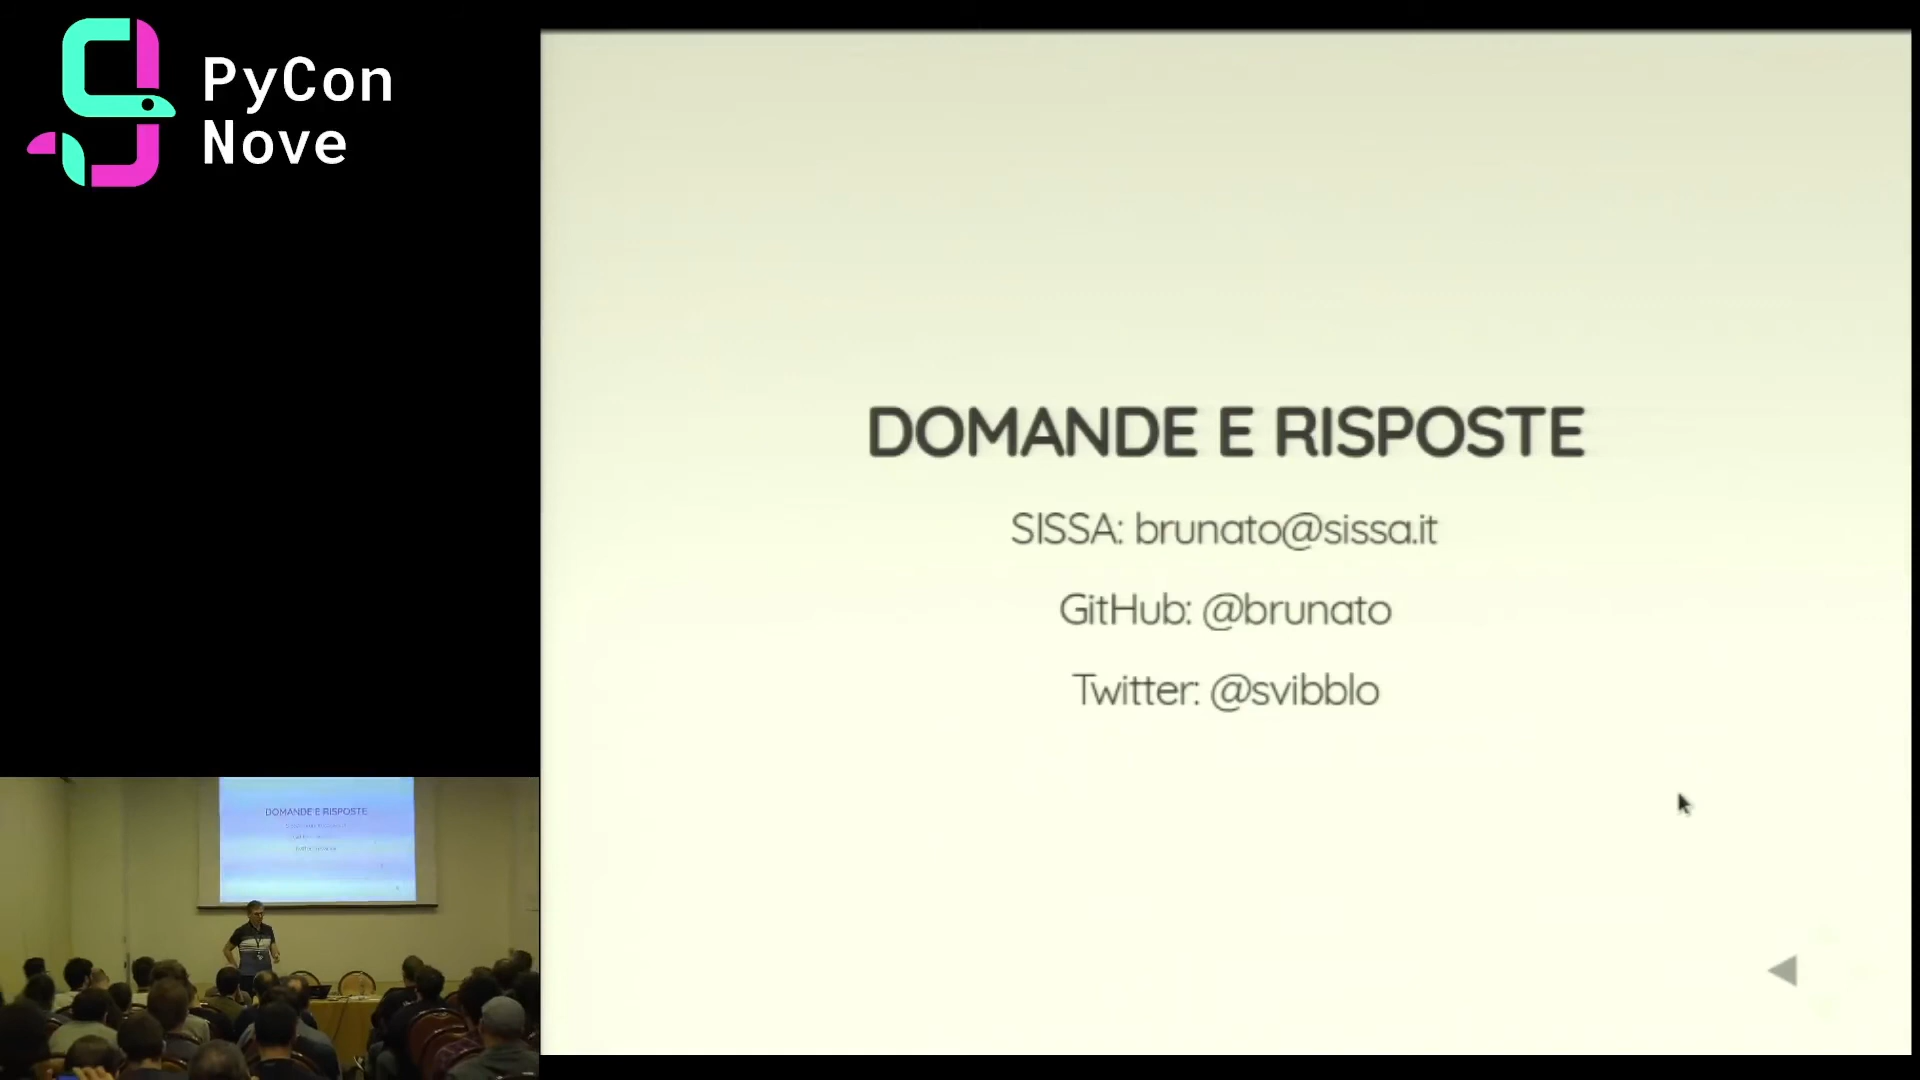 PyCon
Nove
DOMANDE E RISPOSTE
SISSA: brunato@sissa.it
GitHub: @brunato
Twitter: @svibblo
DOMANDE E RISPOSTE